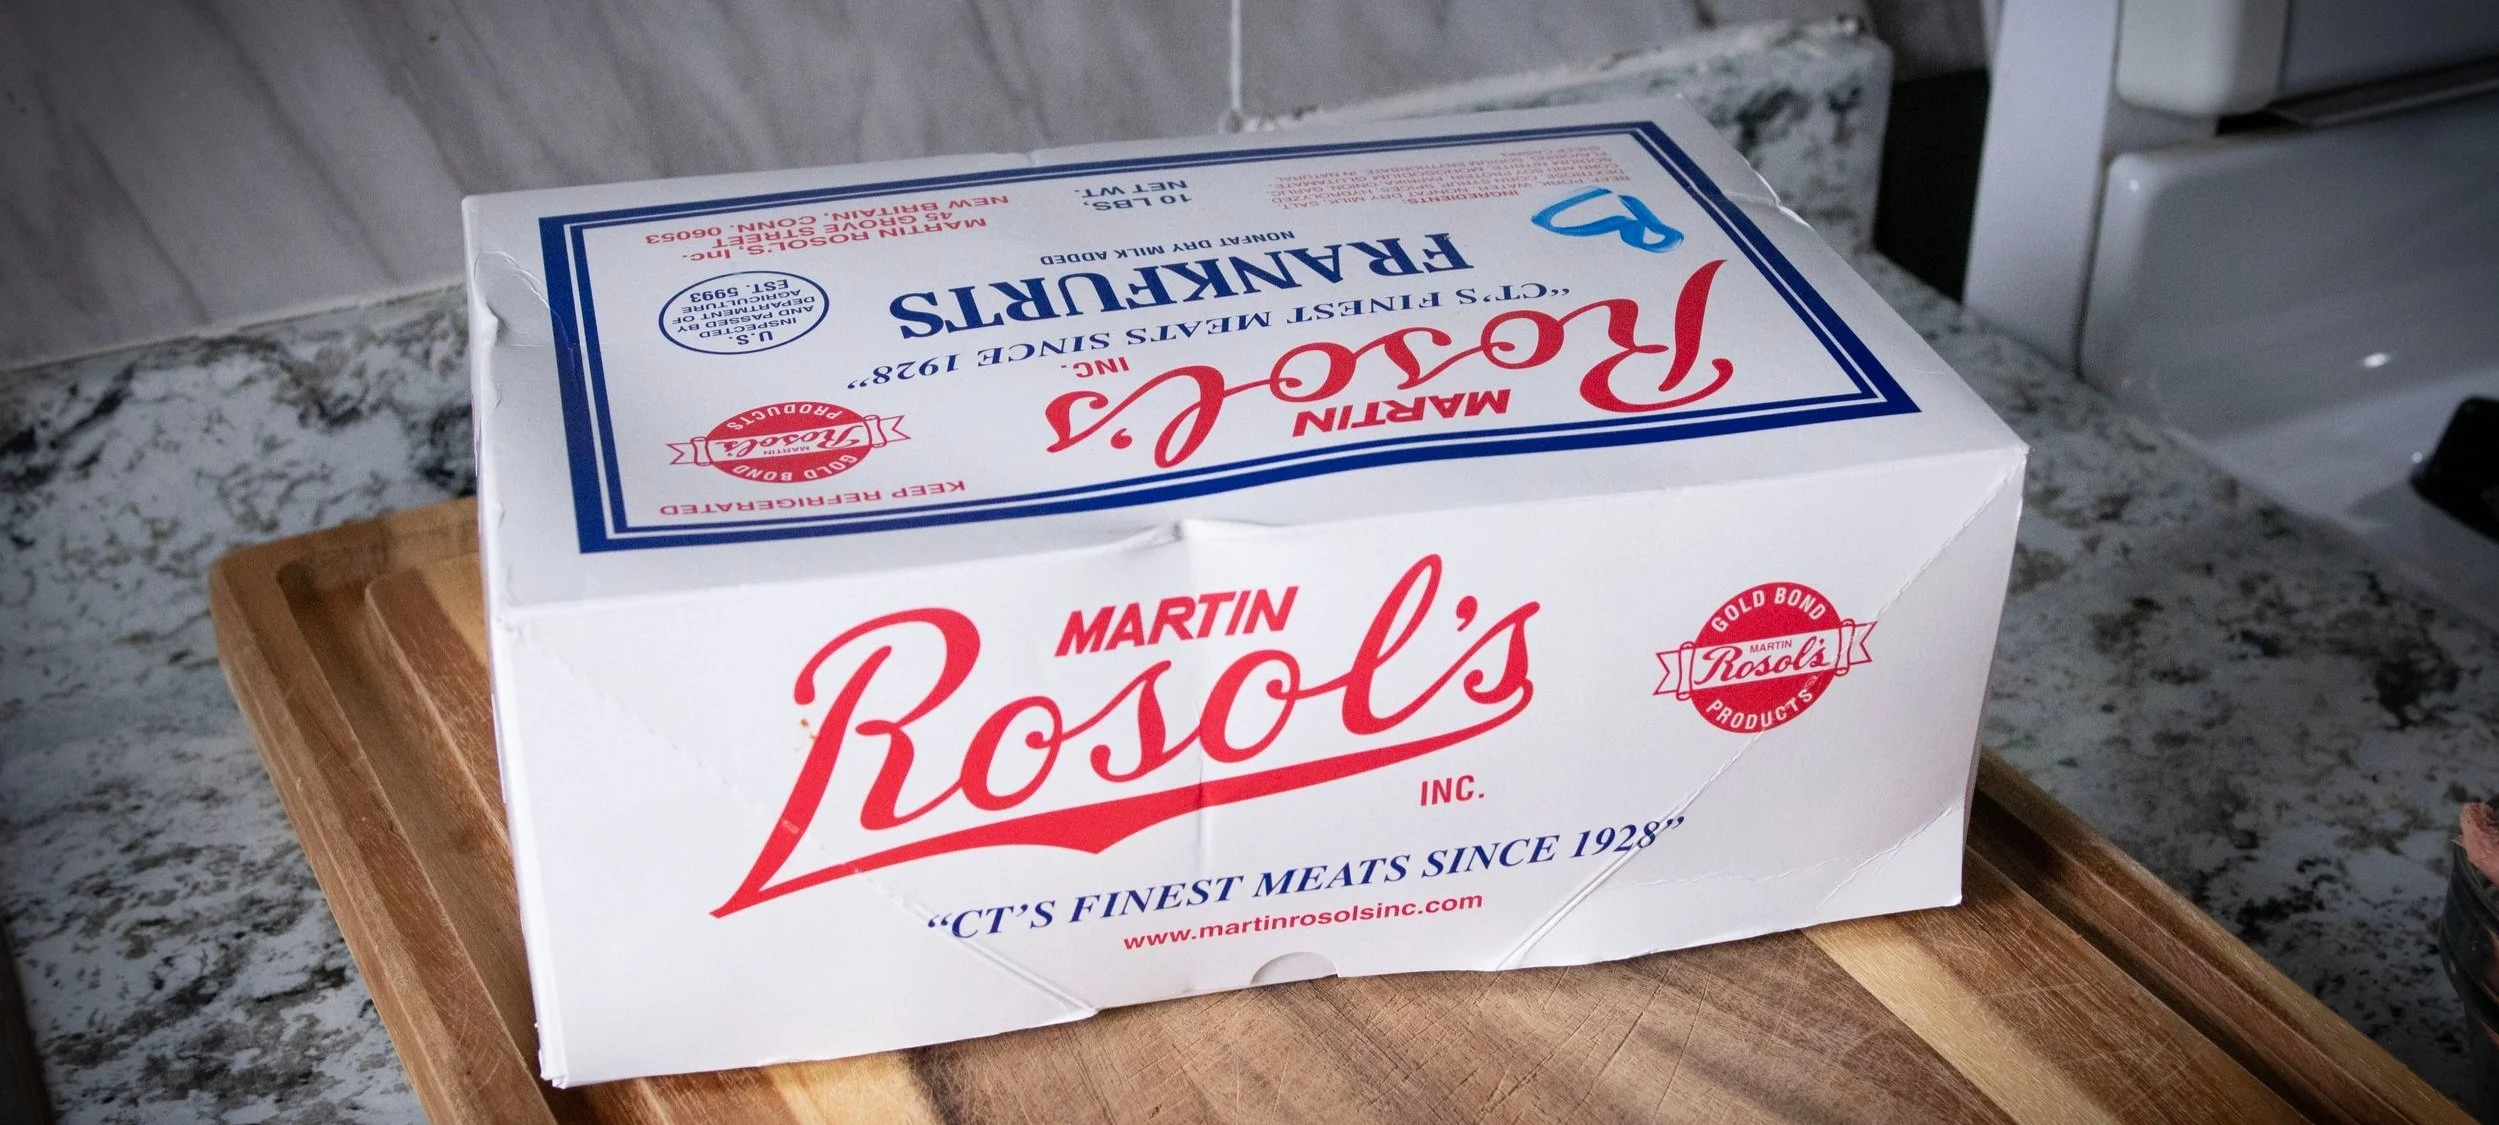 KEEP REFRIGERATED
MARTIN
Rosol's
INC.
"CT'S FINEST MEATS SINCE 1928"
FRANKFURTS
NONFAT DRY MILK ADDED
GOLD BOND
MARTIN
Rosol's
PRODUCTS
U.S.
INSPECTED
AND PASSED BY
DEPARTMENT OF
AGRICULTURE
EST. 5993
INGREDIENTS:
NET WT.
10 LBS,
MARTIN ROSOL'S, Inc.
45 GROVE STREET
NEW BRITAIN, CONN. 06053
MARTIN
Rosol's
INC.
"CT'S FINEST MEATS SINCE 1928"
www.martinrosolsinc.com
GOLD BOND
MARTIN
Rosol's
PRODUCTS